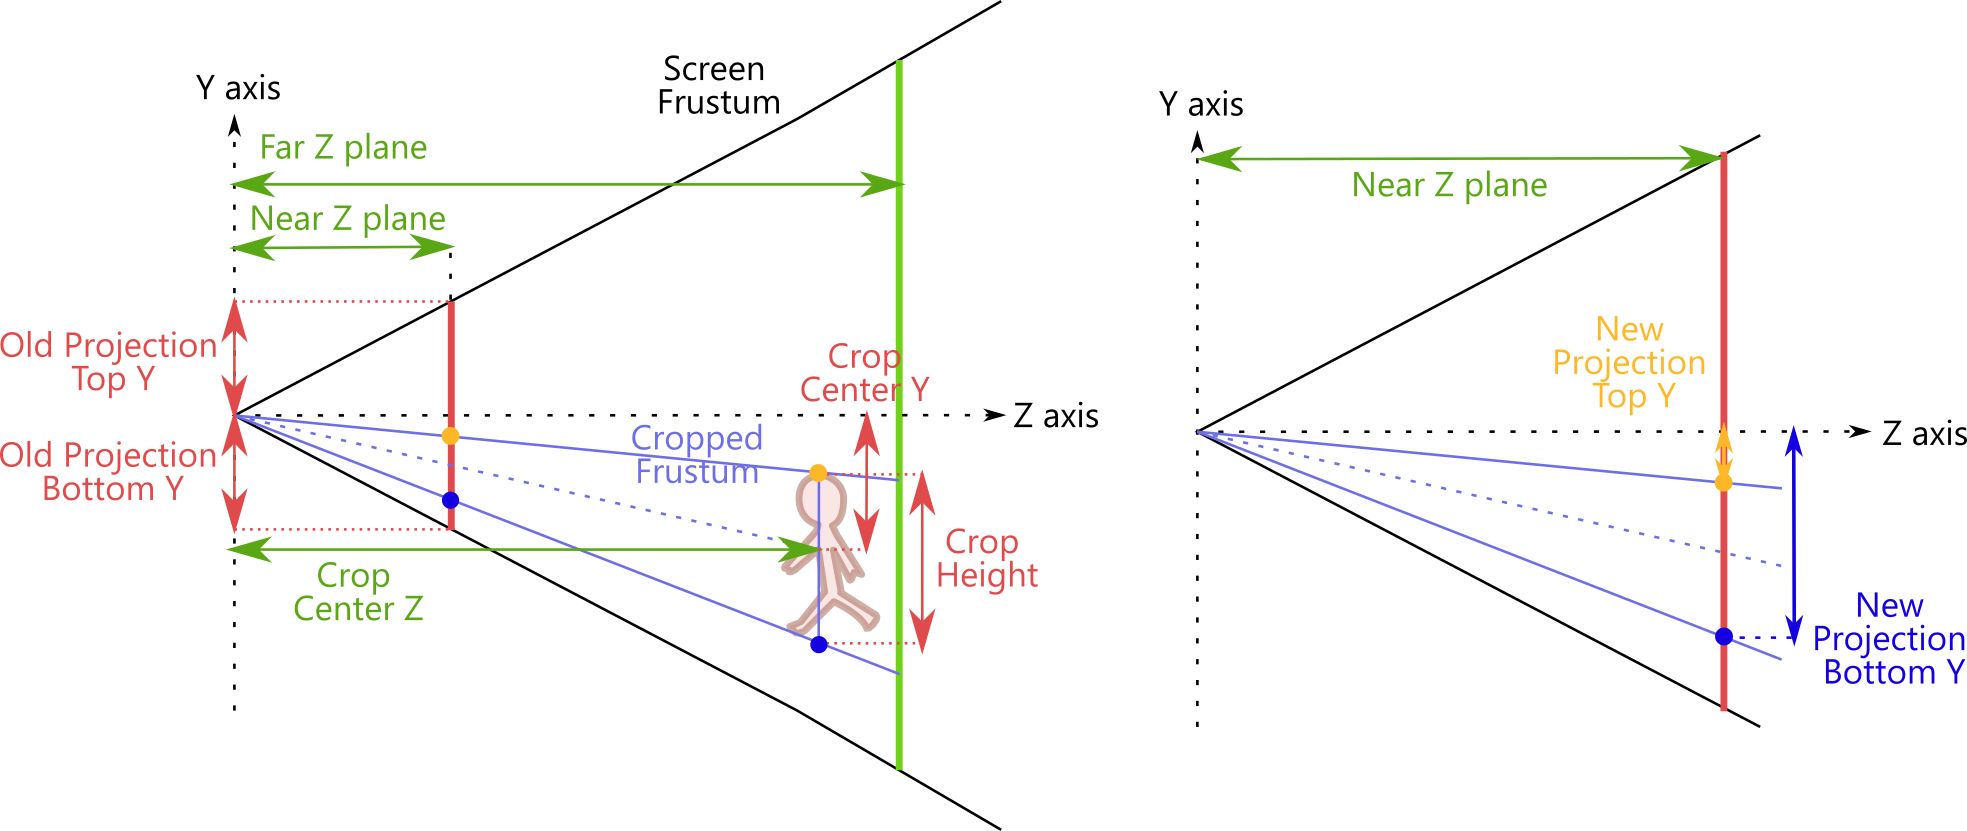 Screen
Frustum
Y axis
Far Z plane
Near Z plane
Old Projection
Top Y
Crop
Center Y
Z axis
Cropped
Frustum
Old Projection
Bottom Y
Crop
Height
Crop
Center Z
Y axis
Near Z plane
New
Projection
Top Y
Z axis
New
Projection
Bottom Y